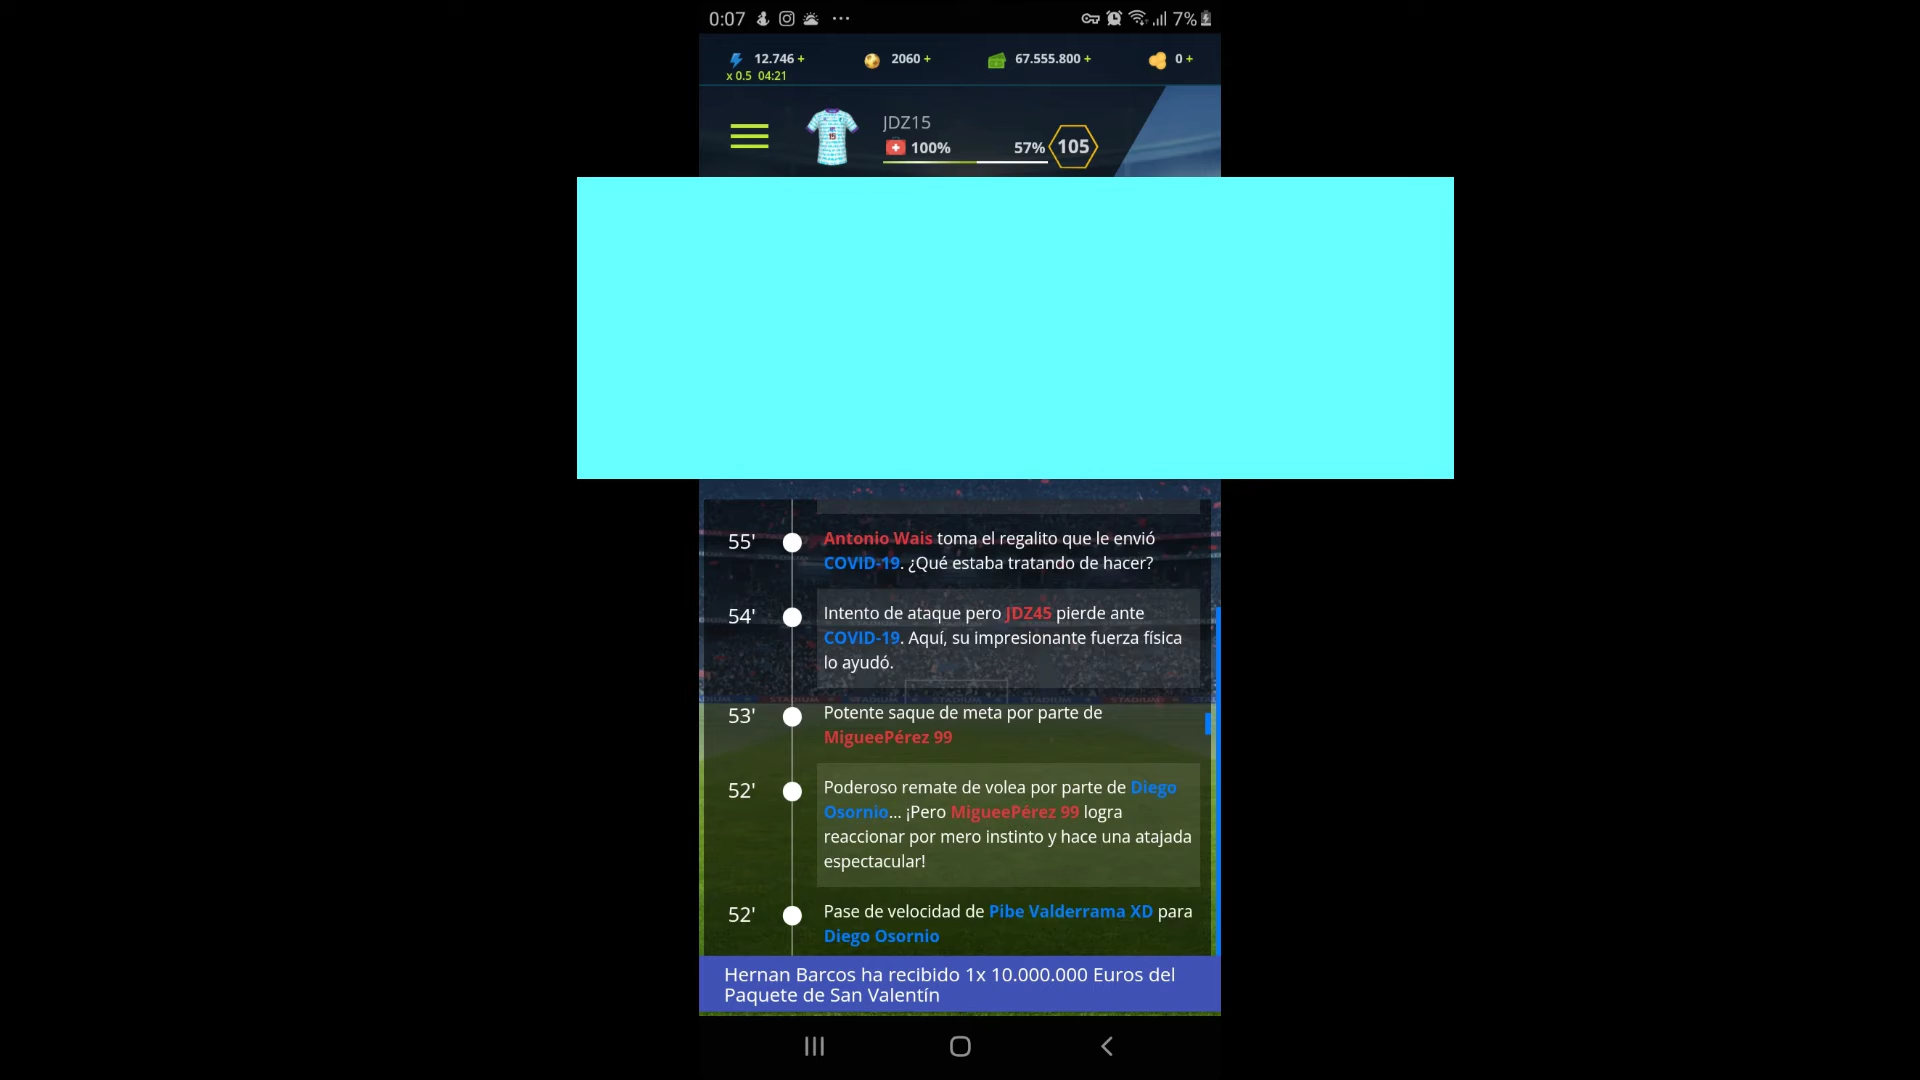 0:07 7%
12.746 + 2060 + 67.555.800 + 0 +
x 0.5 04:21
JDZ15
100% 57% 105
55' Antonio Wais toma el regalito que le envió
COVID-19. ¿Qué estaba tratando de hacer?
54' Intento de ataque pero JDZ45 pierde ante
COVID-19. Aquí, su impresionante fuerza física
lo ayudó.
53' Potente saque de meta por parte de
MigueePérez 99
52' Poderoso remate de volea por parte de Diego
Osornio... ¡Pero MigueePérez 99 logra
reaccionar por mero instinto y hace una atajada
espectacular!
52' Pase de velocidad de Pibe Valderrama XD para
Diego Osornio
Hernan Barcos ha recibido 1x 10.000.000 Euros del
Paquete de San Valentín